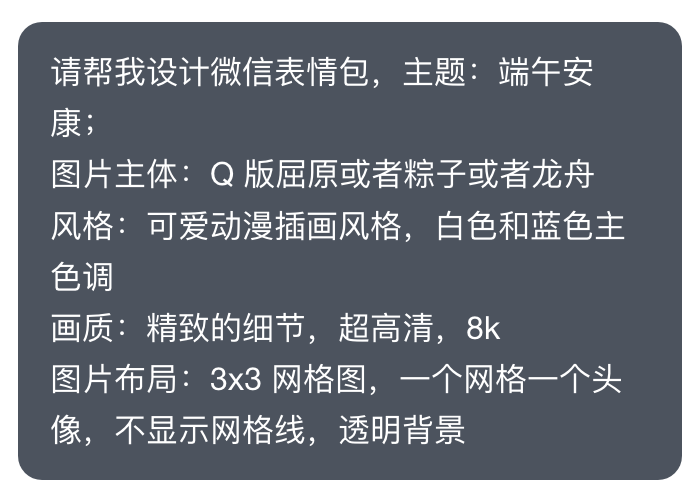 请帮我设计微信表情包，主题：端午安
康；
图片主体：Q 版屈原或者粽子或者龙舟
风格：可爱动漫插画风格，白色和蓝色主
色调
画质：精致的细节，超高清，8k
图片布局：3x3 网格图，一个网格一个头
像，不显示网格线，透明背景